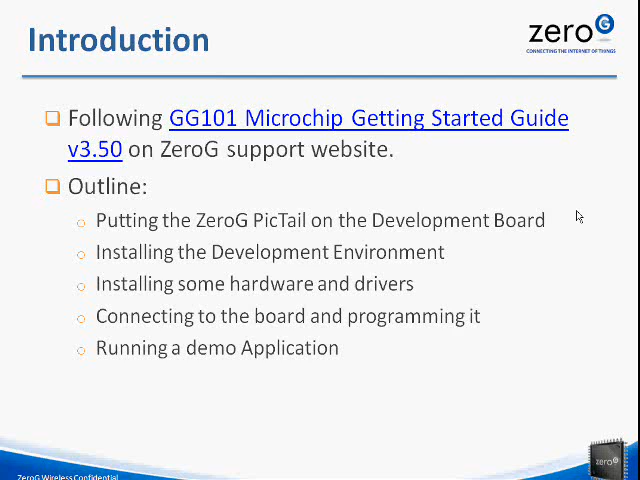 Introduction
zeroG
CONNECTING THE INTERNET OF THINGS
Following GG101 Microchip Getting Started Guide
v3.50 on ZeroG support website.
Outline:
Putting the ZeroG PicTail on the Development Board
Installing the Development Environment
Installing some hardware and drivers
Connecting to the board and programming it
Running a demo Application
ZeroG Wireless Confidential
zeroG